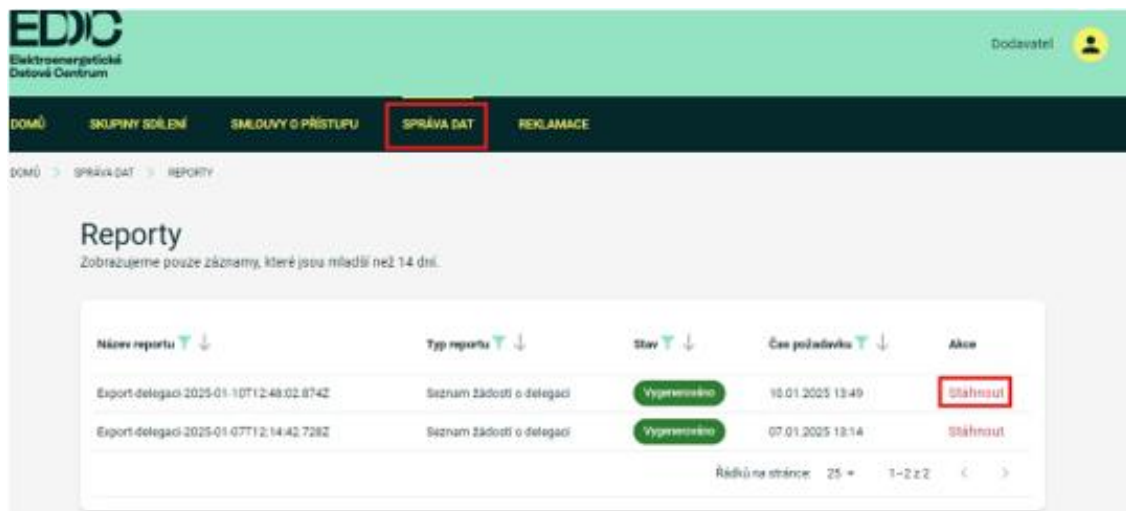 EDC
Elektroenergetické
Datové Centrum
Dodavatel
DOMŮ SKUPINY SDÍLENÍ SMLOUVY O PŘÍSTUPU SPRÁVA DAT REKLAMACE
DOMŮ > SPRÁVA DAT > REPORTY
Reporty
Zobrazujeme pouze záznamy, které jsou mladší než 14 dní.
Název reportu Typ reportu Stav Čas požadavku Akce
Export-delegaci-2025-01-10T12:48:02.874Z Seznam žádostí o delegaci Vygenerováno 10.01.2025 13:49 Stáhnout
Export-delegaci-2025-01-07T12:14:42.728Z Seznam žádostí o delegaci Vygenerováno 07.01.2025 13:14 Stáhnout
Řádků na stránce: 25 1–2 z 2